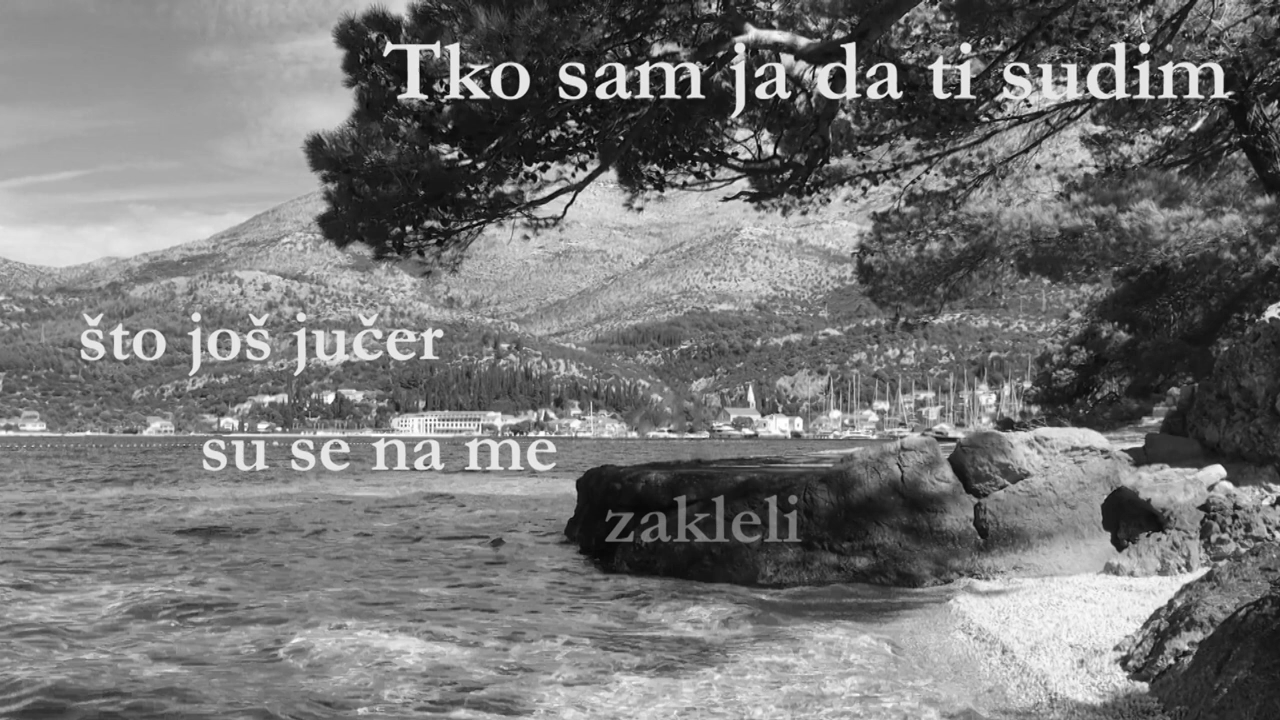 Tko sam ja da ti sudim
što još jučer
su se na me
zakleli